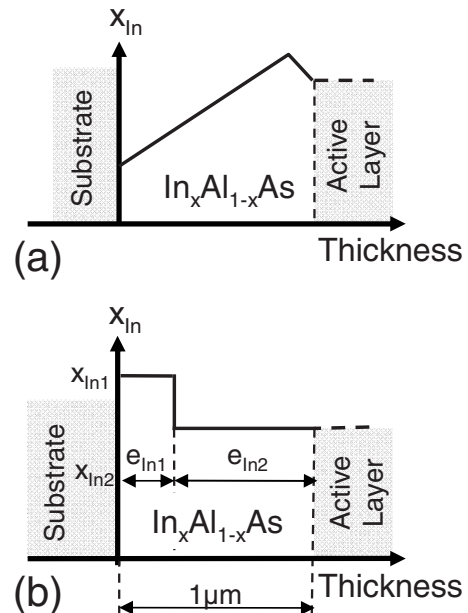 x_In
Substrate
In_xAl_1-xAs
Active
Layer
Thickness
(a)
x_In
x_In1
x_In2
e_In1
e_In2
Substrate
In_xAl_1-xAs
Active
Layer
Thickness
(b)
1μm